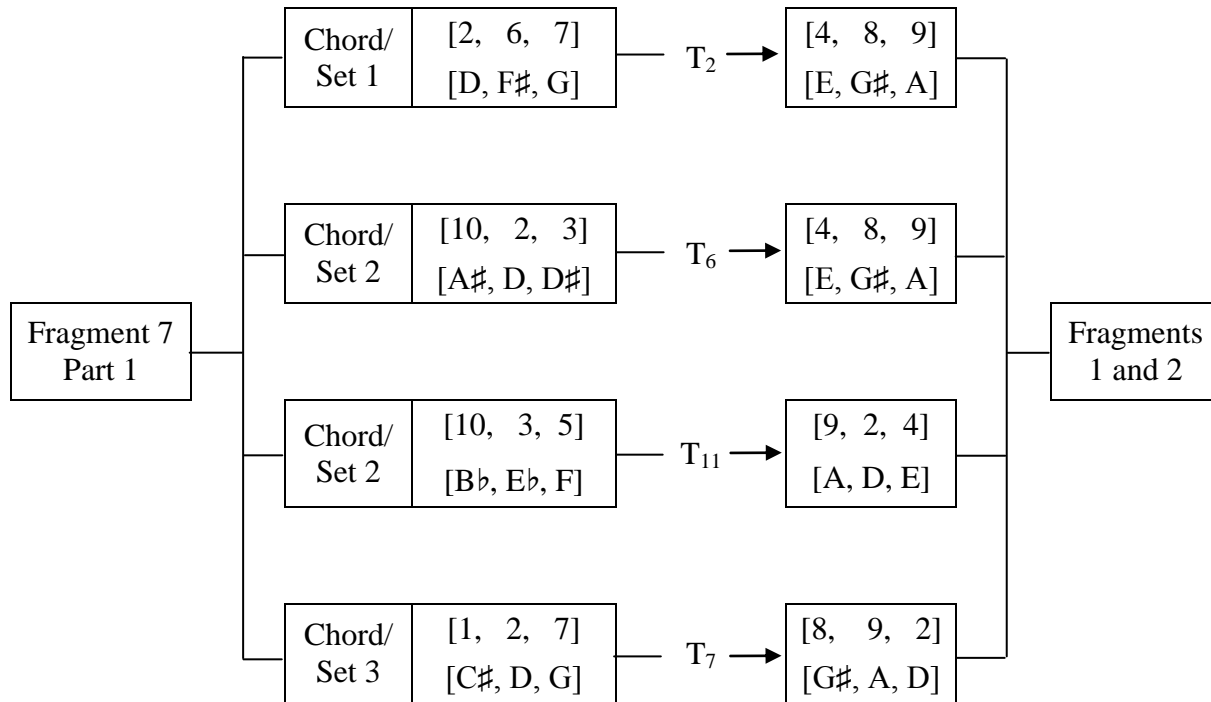 Chord/
Set 1
[2, 6, 7]
[D, F♯, G]
T₂
[4, 8, 9]
[E, G♯, A]
Chord/
Set 2
[10, 2, 3]
[A♯, D, D♯]
T₆
[4, 8, 9]
[E, G♯, A]
Fragment 7
Part 1
Fragments
1 and 2
Chord/
Set 2
[10, 3, 5]
[B♭, E♭, F]
T₁₁
[9, 2, 4]
[A, D, E]
Chord/
Set 3
[1, 2, 7]
[C♯, D, G]
T₇
[8, 9, 2]
[G♯, A, D]